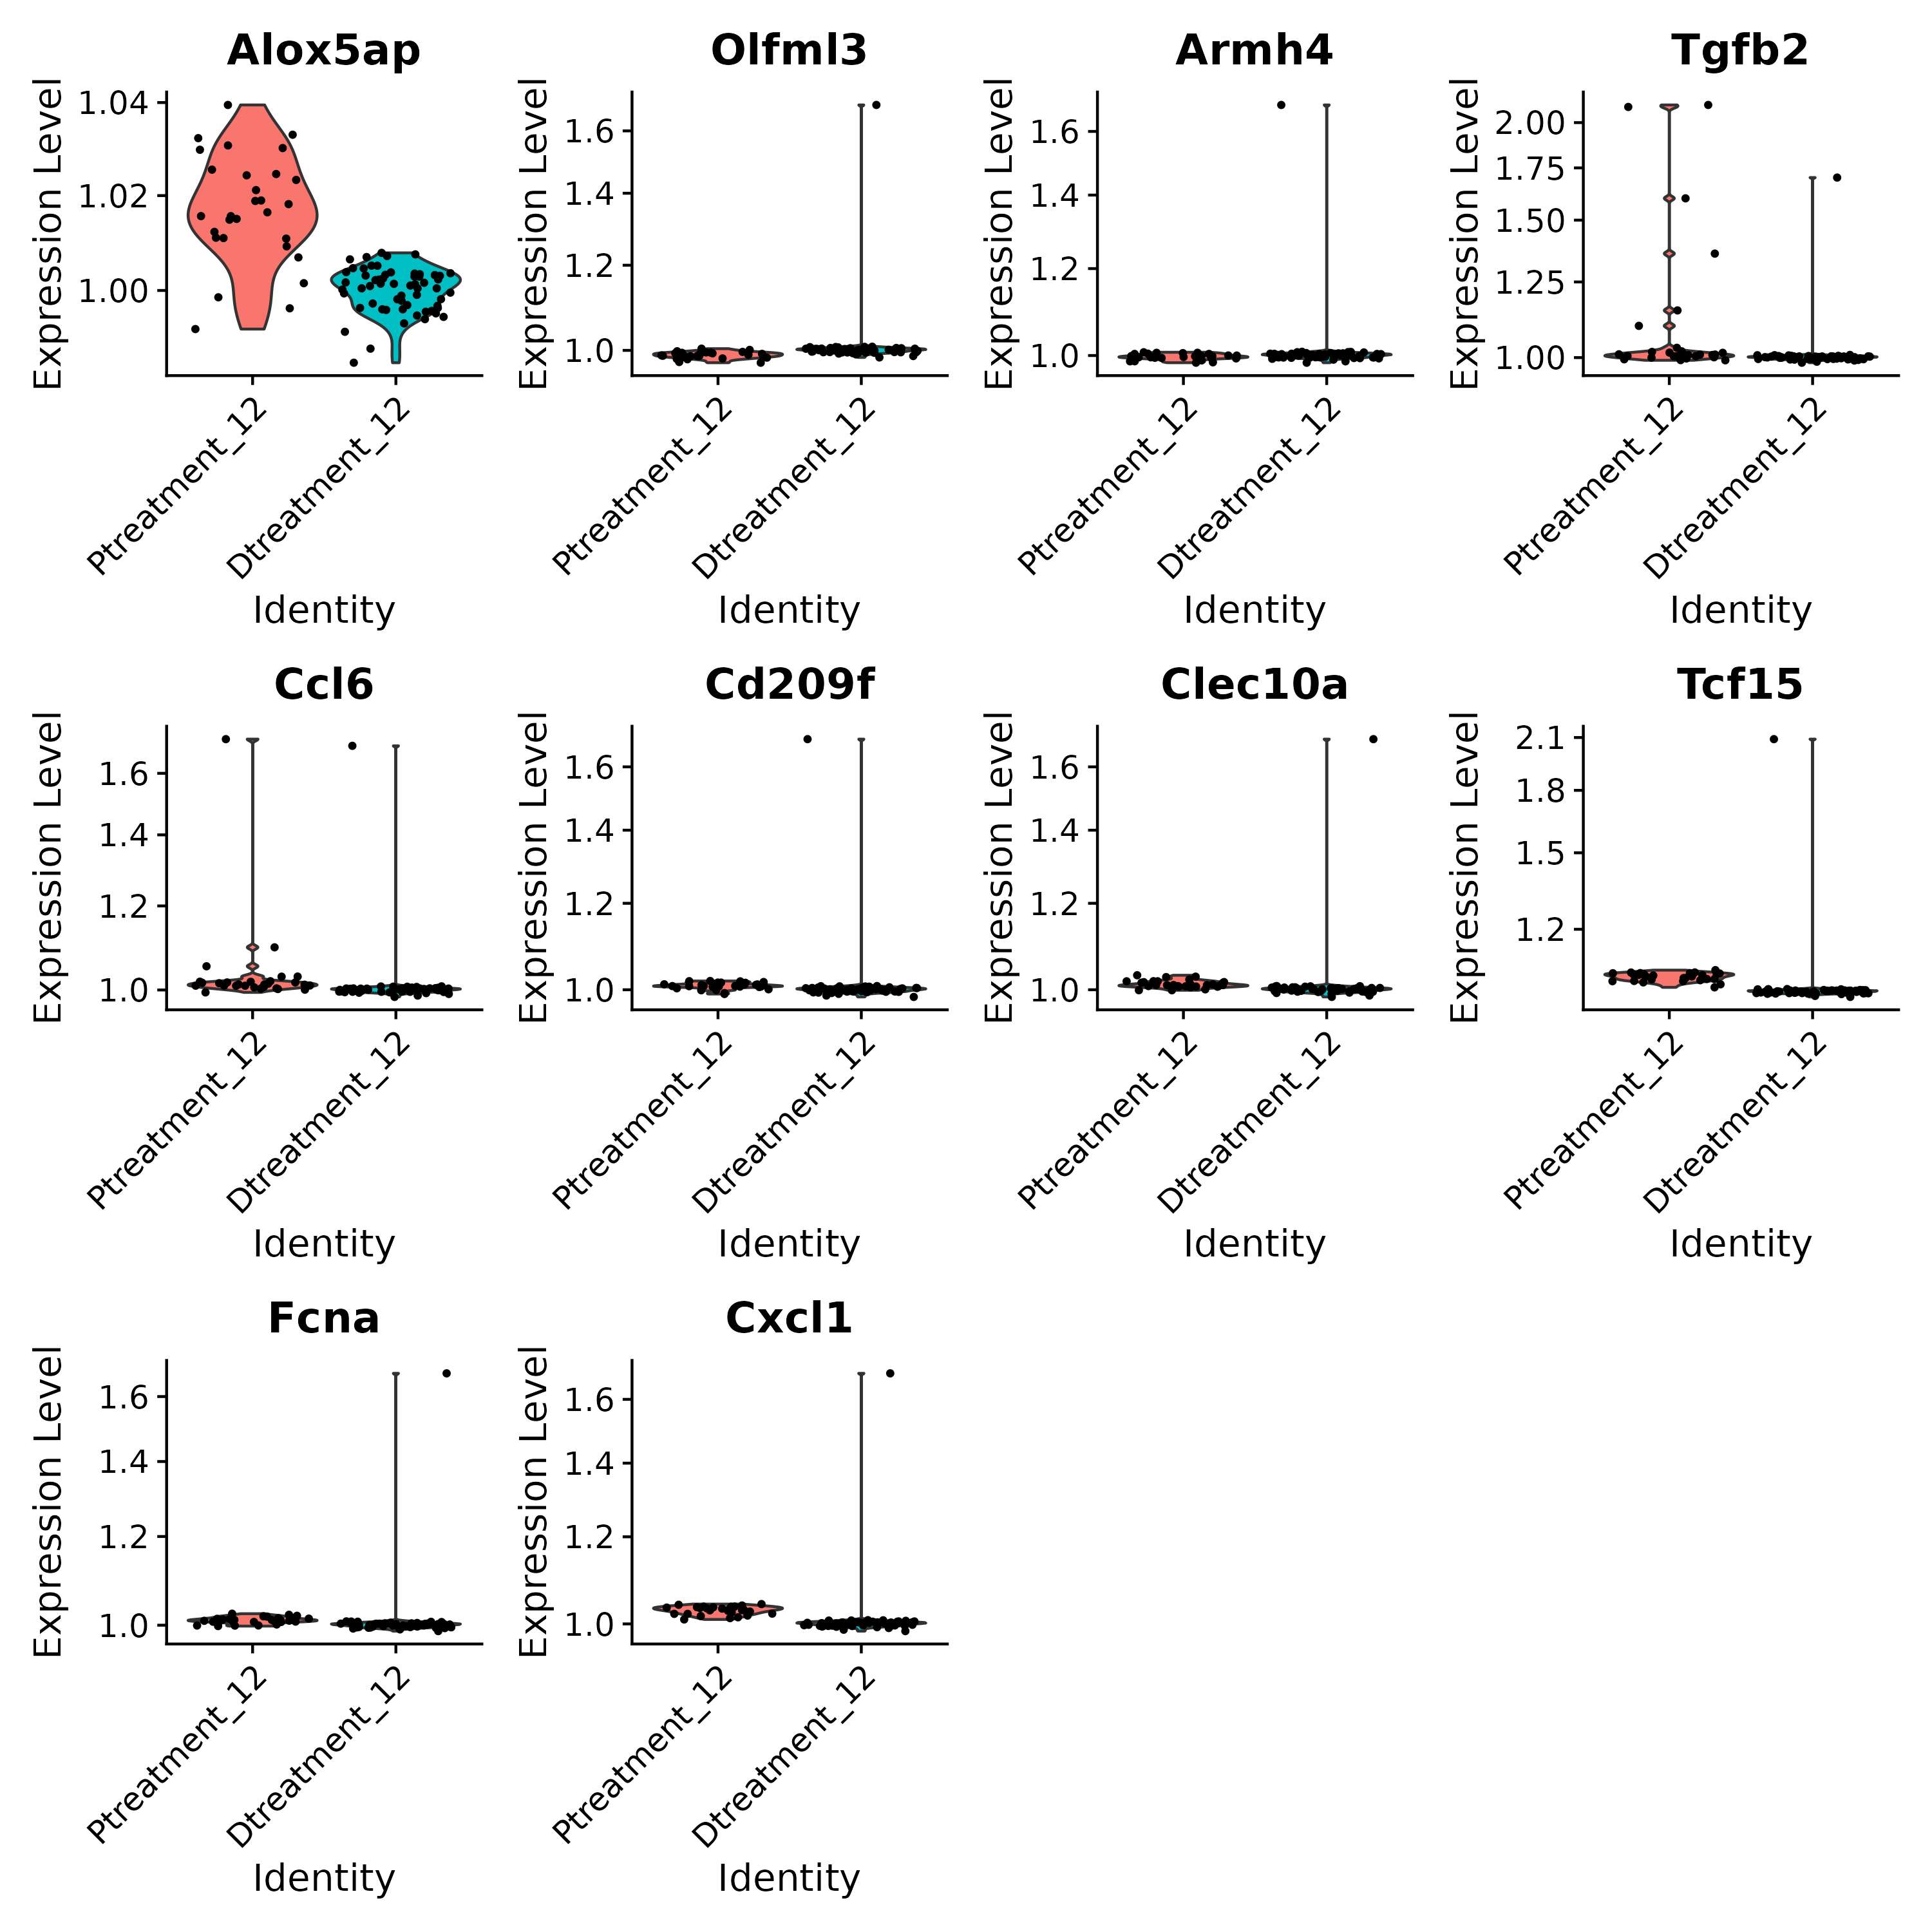 Alox5ap
Expression Level
1.04
1.02
1.00
Ptreatment_12
Dtreatment_12
Identity
Olfml3
Expression Level
1.6
1.4
1.2
1.0
Ptreatment_12
Dtreatment_12
Identity
Armh4
Expression Level
1.6
1.4
1.2
1.0
Ptreatment_12
Dtreatment_12
Identity
Tgfb2
Expression Level
2.00
1.75
1.50
1.25
1.00
Ptreatment_12
Dtreatment_12
Identity
Ccl6
Expression Level
1.6
1.4
1.2
1.0
Ptreatment_12
Dtreatment_12
Identity
Cd209f
Expression Level
1.6
1.4
1.2
1.0
Ptreatment_12
Dtreatment_12
Identity
Clec10a
Expression Level
1.6
1.4
1.2
1.0
Ptreatment_12
Dtreatment_12
Identity
Tcf15
Expression Level
2.1
1.8
1.5
1.2
Ptreatment_12
Dtreatment_12
Identity
Fcna
Expression Level
1.6
1.4
1.2
1.0
Ptreatment_12
Dtreatment_12
Identity
Cxcl1
Expression Level
1.6
1.4
1.2
1.0
Ptreatment_12
Dtreatment_12
Identity